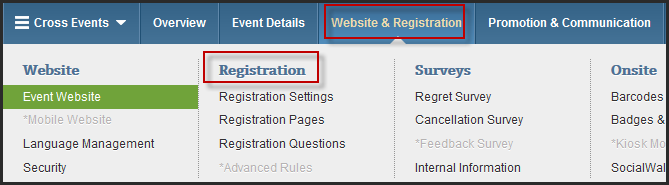 Cross Events Overview Event Details Website & Registration Promotion & Communication
Website Registration Surveys Onsite
Event Website Registration Settings Regret Survey Barcodes
*Mobile Website Registration Pages Cancellation Survey Badges &
Language Management Registration Questions *Feedback Survey *Kiosk Mo
Security *Advanced Rules Internal Information SocialWal